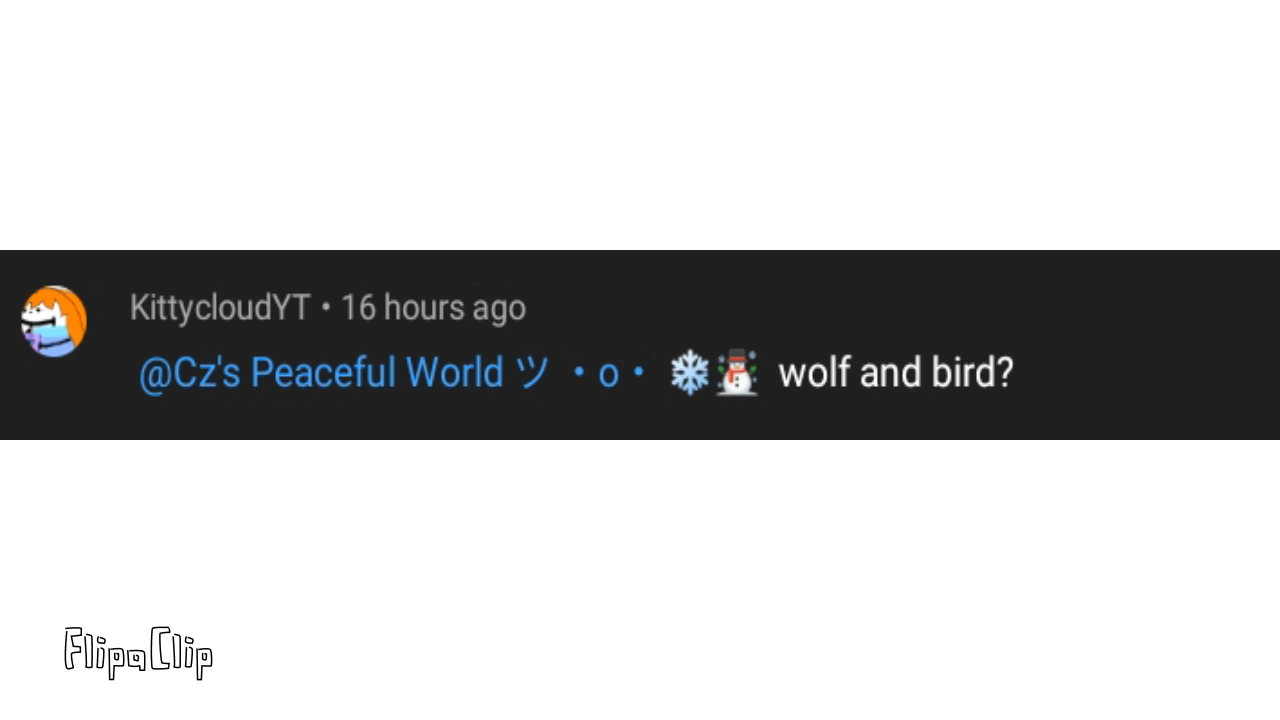 KittycloudYT • 16 hours ago
@Cz's Peaceful World ツ ・o・ ❄️☃️ wolf and bird?
FlipaClip